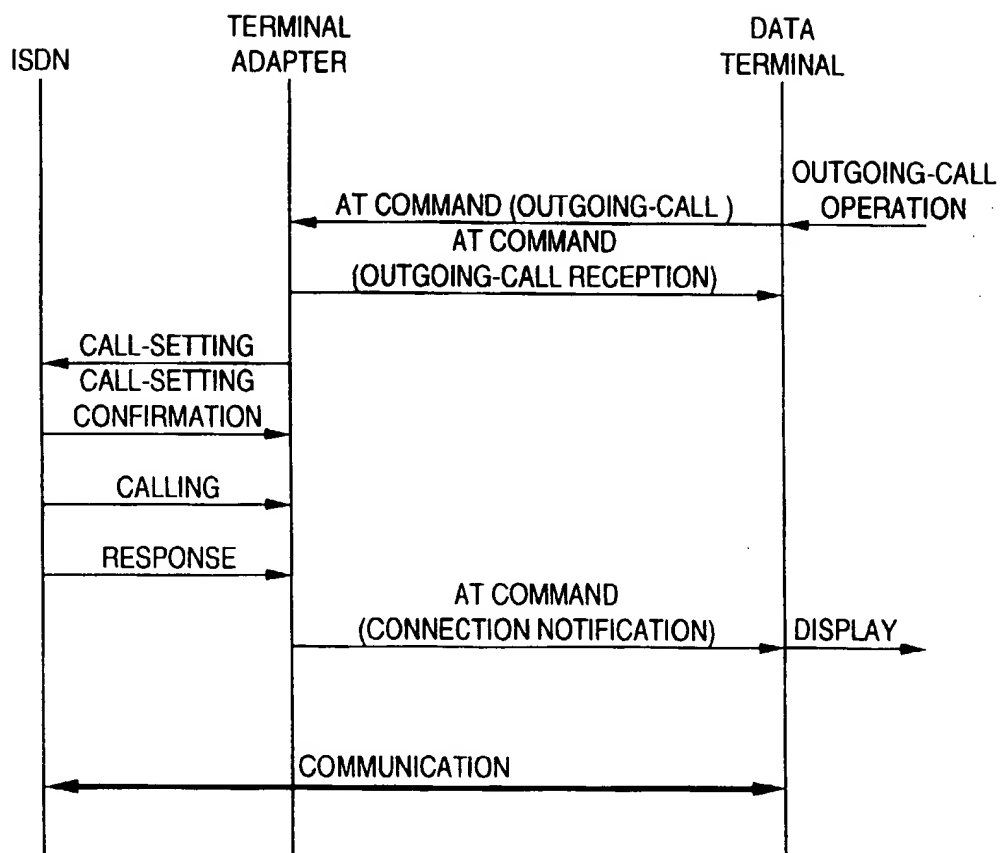 ISDN
TERMINAL
ADAPTER
DATA
TERMINAL
OUTGOING-CALL
OPERATION
AT COMMAND (OUTGOING-CALL )
AT COMMAND
(OUTGOING-CALL RECEPTION)
CALL-SETTING
CALL-SETTING
CONFIRMATION
CALLING
RESPONSE
AT COMMAND
(CONNECTION NOTIFICATION)
DISPLAY
COMMUNICATION